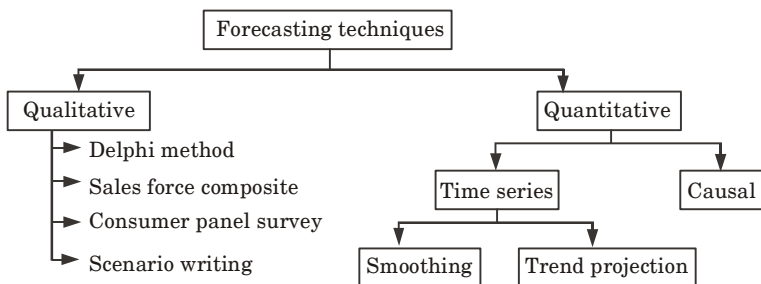 Forecasting techniques
Qualitative
Quantitative
Delphi method
Sales force composite
Consumer panel survey
Scenario writing
Time series
Causal
Smoothing
Trend projection